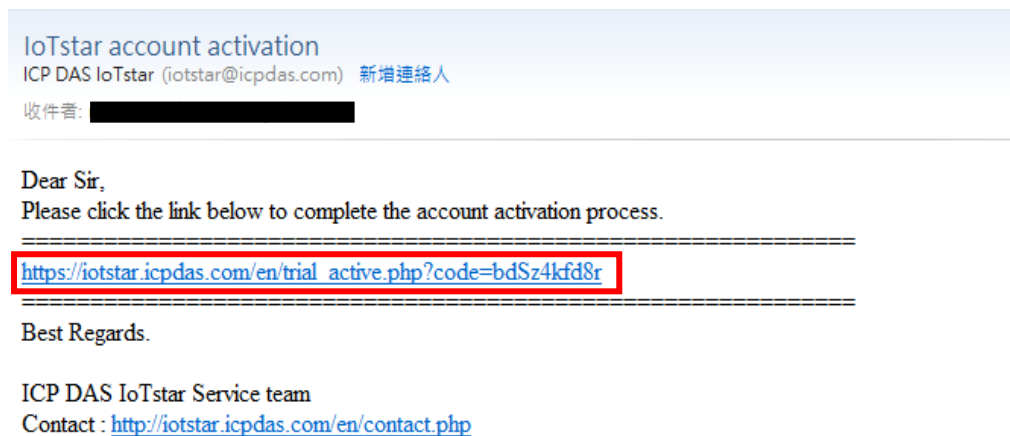 IoTstar account activation
ICP DAS IoTstar (iotstar@icpdas.com) 新增連絡人
收件者:
Dear Sir,
Please click the link below to complete the account activation process.
=============================================================
https://iotstar.icpdas.com/en/trial_active.php?code=bdSz4kfd8r
=============================================================
Best Regards.
ICP DAS IoTstar Service team
Contact : http://iotstar.icpdas.com/en/contact.php